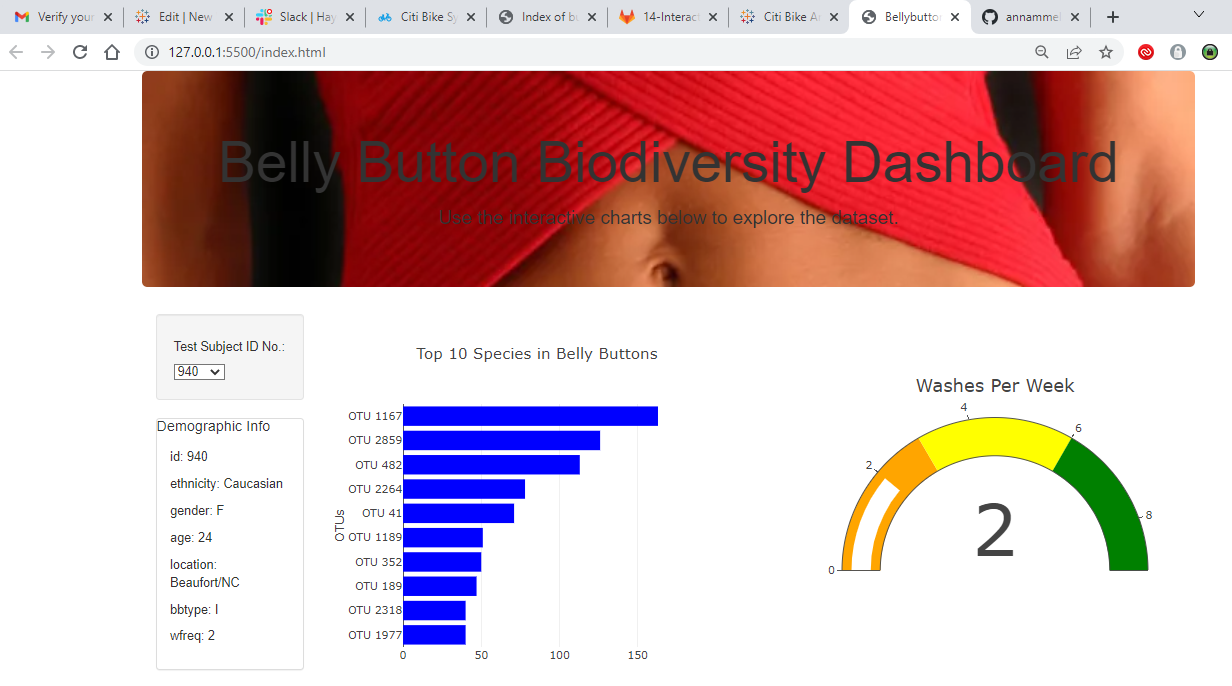 Verify your
Edit | New
Slack | Hay
Citi Bike Sy
Index of b
14-Interact
Citi Bike A
Bellybutton
annammel
127.0.0.1:5500/index.html
Belly Button Biodiversity Dashboard
Use the interactive charts below to explore the dataset.
Test Subject ID No.:
940
Demographic Info
id: 940
ethnicity: Caucasian
gender: F
age: 24
location:
Beaufort/NC
bbtype: I
wfreq: 2
Top 10 Species in Belly Buttons
OTUs
OTU 1167
OTU 2859
OTU 482
OTU 2264
OTU 41
OTU 1189
OTU 352
OTU 189
OTU 2318
OTU 1977
0 50 100 150
Washes Per Week
0
2
4
6
8
2